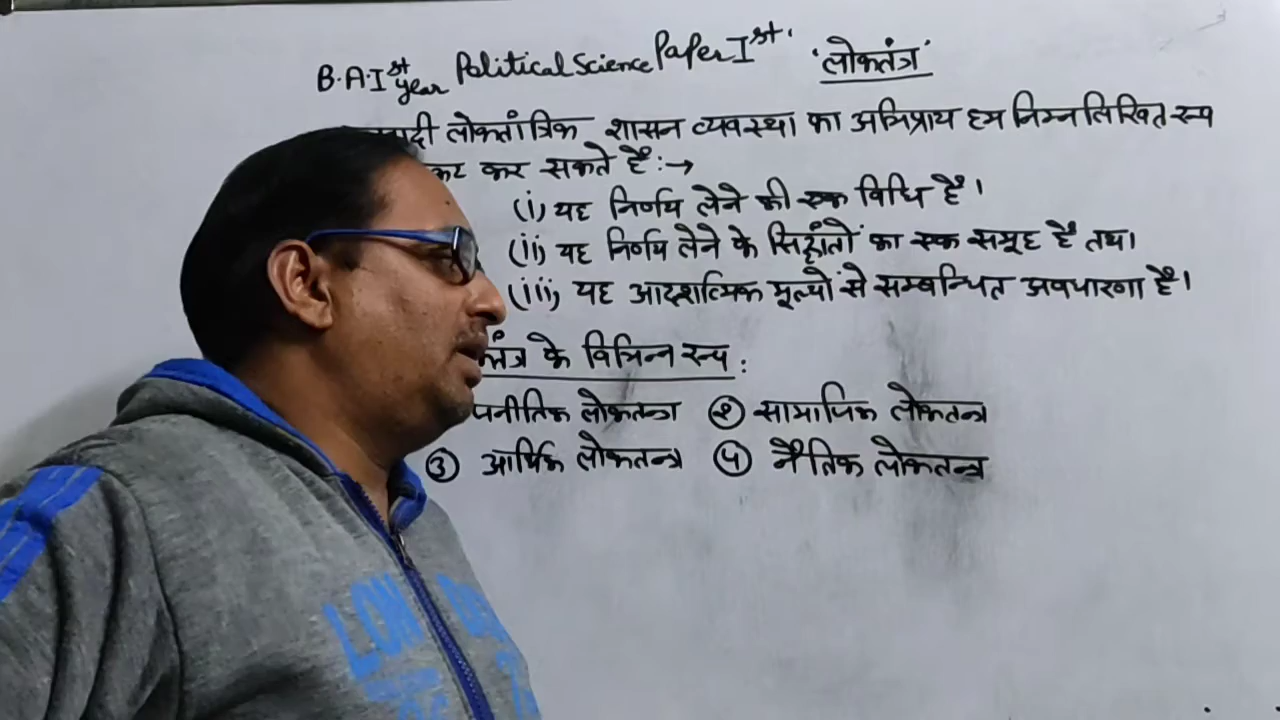 B.A.Ist year Political Science Paper Ist. 'लोकतंत्र'
लोकतांत्रिक शासन व्यवस्था का अभिप्राय हम निम्नलिखित रूप
कर सकते हैं:→
(i) यह निर्णय लेने की एक विधि है।
(ii) यह निर्णय लेने के सिद्धांतों का एक समूह है तथा।
(iii) यह आदर्शात्मिक मूल्यों से सम्बन्धित अवधारणा है।
के विभिन्न रूप :
लोकतन्त्र ② सामाजिक लोकतन्त्र
③ आर्थिक लोकतन्त्र ④ नैतिक लोकतन्त्र
LON